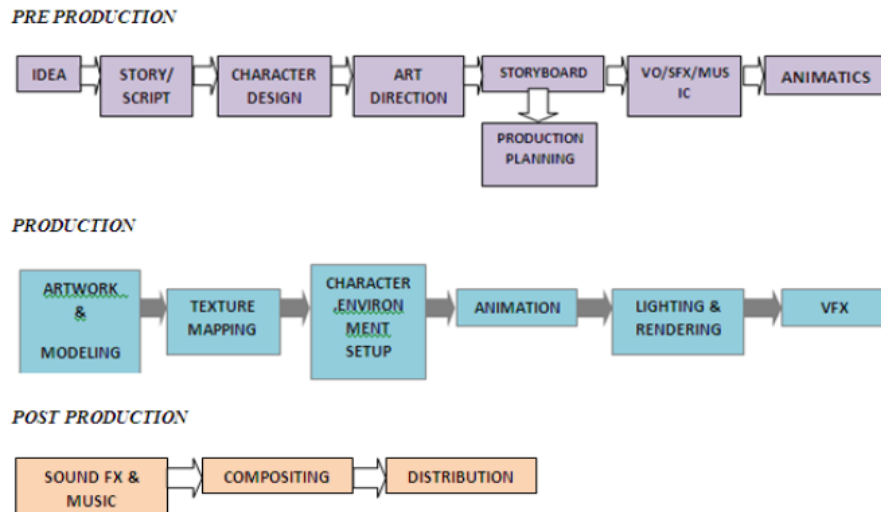 PRE PRODUCTION
IDEA
STORY/
SCRIPT
CHARACTER
DESIGN
ART
DIRECTION
STORYBOARD
VO/SFX/MUS
IC
ANIMATICS
PRODUCTION
PLANNING
PRODUCTION
ARTWORK
&
MODELING
TEXTURE
MAPPING
CHARACTER
ENVIRON
MENT
SETUP
ANIMATION
LIGHTING &
RENDERING
VFX
POST PRODUCTION
SOUND FX &
MUSIC
COMPOSITING
DISTRIBUTION